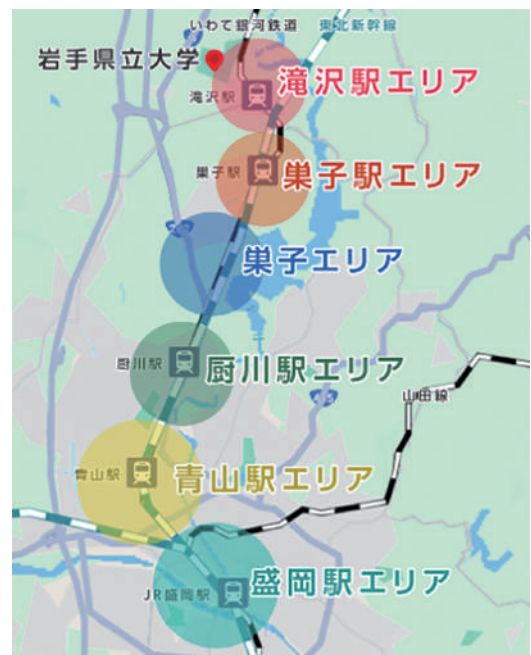 いわて銀河鉄道 東北新幹線
岩手県立大学
滝沢駅 滝沢駅エリア
巣子駅 巣子駅エリア
巣子エリア
厨川駅 厨川駅エリア
山田線
青山駅 青山駅エリア
JR盛岡駅 盛岡駅エリア